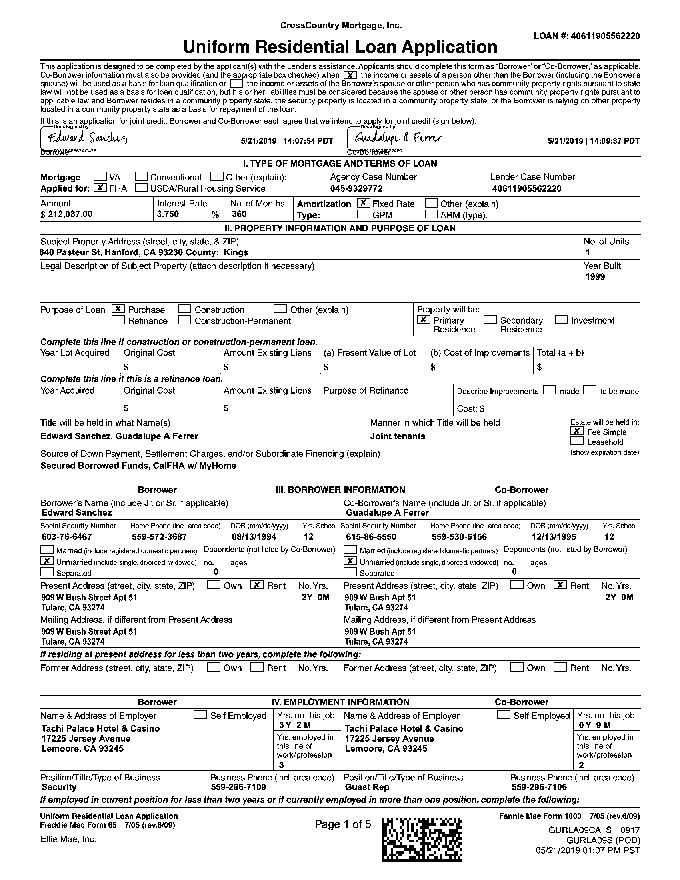 CrossCountry Mortgage, Inc.
LOAN #: 40611905562220
Uniform Residential Loan Application
This application is designed to be completed by the applicant(s) with the Lender's assistance. Applicants should complete this form as "Borrower" or "Co-Borrower," as applicable.
Co-Borrower information must also be provided (and the appropriate box checked) when X the income or assets of a person other than the Borrower (including the Borrower's
spouse) will be used as a basis for loan qualification or the income or assets of the Borrower's spouse or other person who has community property rights pursuant to state
law will not be used as a basis for loan qualification, but his or her liabilities must be considered because the spouse or other person has community property rights pursuant to
applicable law and Borrower resides in a community property state, the security property is located in a community property state, or the Borrower is relying on other property
located in a community property state as a basis for repayment of the loan.
If this is an application for joint credit, Borrower and Co-Borrower each agree that we intend to apply for joint credit (sign below).
Edward Sanchez 5/21/2019 | 14:07:54 PDT Guadalupe A Ferrer 5/21/2019 | 14:09:37 PDT
Borrower Co-Borrower
I. TYPE OF MORTGAGE AND TERMS OF LOAN
Mortgage VA Conventional Other (explain): Agency Case Number Lender Case Number
Applied for: X FHA USDA/Rural Housing Service 045-9329772 40611905562220
Amount Interest Rate No. of Months Amortization X Fixed Rate Other (explain)
$ 212,087.00 3.750 % 360 Type: GPM ARM (type):
II. PROPERTY INFORMATION AND PURPOSE OF LOAN
Subject Property Address (street, city, state, & ZIP) No. of Units
840 Pasteur St, Hanford, CA 93230 County: Kings 1
Legal Description of Subject Property (attach description if necessary) Year Built
1999
Purpose of Loan X Purchase Construction Other (explain) Property will be:
Refinance Construction-Permanent X Primary Residence Secondary Residence Investment
Complete this line if construction or construction-permanent loan.
Year Lot Acquired Original Cost Amount Existing Liens (a) Present Value of Lot (b) Cost of Improvements Total (a + b)
$ $ $ $ $
Complete this line if this is a refinance loan.
Year Acquired Original Cost Amount Existing Liens Purpose of Refinance Describe Improvements made to be made
$ $ Cost: $
Title will be held in what Name(s) Manner in which Title will be held Estate will be held in:
Edward Sanchez, Guadalupe A Ferrer Joint tenants X Fee Simple
Leasehold
Source of Down Payment, Settlement Charges, and/or Subordinate Financing (explain) (show expiration date)
Secured Borrowed Funds, CalFHA w/ MyHome
Borrower III. BORROWER INFORMATION Co-Borrower
Borrower's Name (include Jr. or Sr. if applicable) Co-Borrower's Name (include Jr. or Sr. if applicable)
Edward Sanchez Guadalupe A Ferrer
Social Security Number Home Phone (incl. area code) DOB (mm/dd/yyyy) Yrs. School Social Security Number Home Phone (incl. area code) DOB (mm/dd/yyyy) Yrs. School
603-76-6467 559-572-3687 08/13/1994 12 615-86-5550 559-530-6156 12/13/1995 12
Married (include registered domestic partners) Dependents (not listed by Co-Borrower) Married (include registered domestic partners) Dependents (not listed by Borrower)
X Unmarried (include single, divorced, widowed) no. ages X Unmarried (include single, divorced, widowed) no. ages
Separated 0 Separated 0
Present Address (street, city, state, ZIP) Own X Rent No. Yrs. Present Address (street, city, state, ZIP) Own X Rent No. Yrs.
909 W Bush Street Apt 51 2Y 0M 909 W Bush Apt 51 2Y 0M
Tulare, CA 93274 Tulare, CA 93274
Mailing Address, if different from Present Address Mailing Address, if different from Present Address
909 W Bush Street Apt 51 909 W Bush Apt 51
Tulare, CA 93274 Tulare, CA 93274
If residing at present address for less than two years, complete the following:
Former Address (street, city, state, ZIP) Own Rent No. Yrs. Former Address (street, city, state, ZIP) Own Rent No. Yrs.
Borrower IV. EMPLOYMENT INFORMATION Co-Borrower
Name & Address of Employer Self Employed Yrs. on this job Name & Address of Employer Self Employed Yrs. on this job
Tachi Palace Hotel & Casino 3Y 2M Tachi Palace Hotel & Casino 0Y 9M
17225 Jersey Avenue Yrs. employed in this line of work/profession 17225 Jersey Avenue Yrs. employed in this line of work/profession
Lemoore, CA 93245 3 Lemoore, CA 93245 2
Position/Title/Type of Business Business Phone (incl. area code) Position/Title/Type of Business Business Phone (incl. area code)
Security 559-296-7109 Guest Rep 559-296-7106
If employed in current position for less than two years or if currently employed in more than one position, complete the following:
Uniform Residential Loan Application Fannie Mae Form 1003 7/05 (rev.6/09)
Freddie Mac Form 65 7/05 (rev.6/09) Page 1 of 5 GURLA09CA_S 0917
GURLA09S (POD)
Ellie Mae, Inc. 05/21/2019 01:37 PM PST